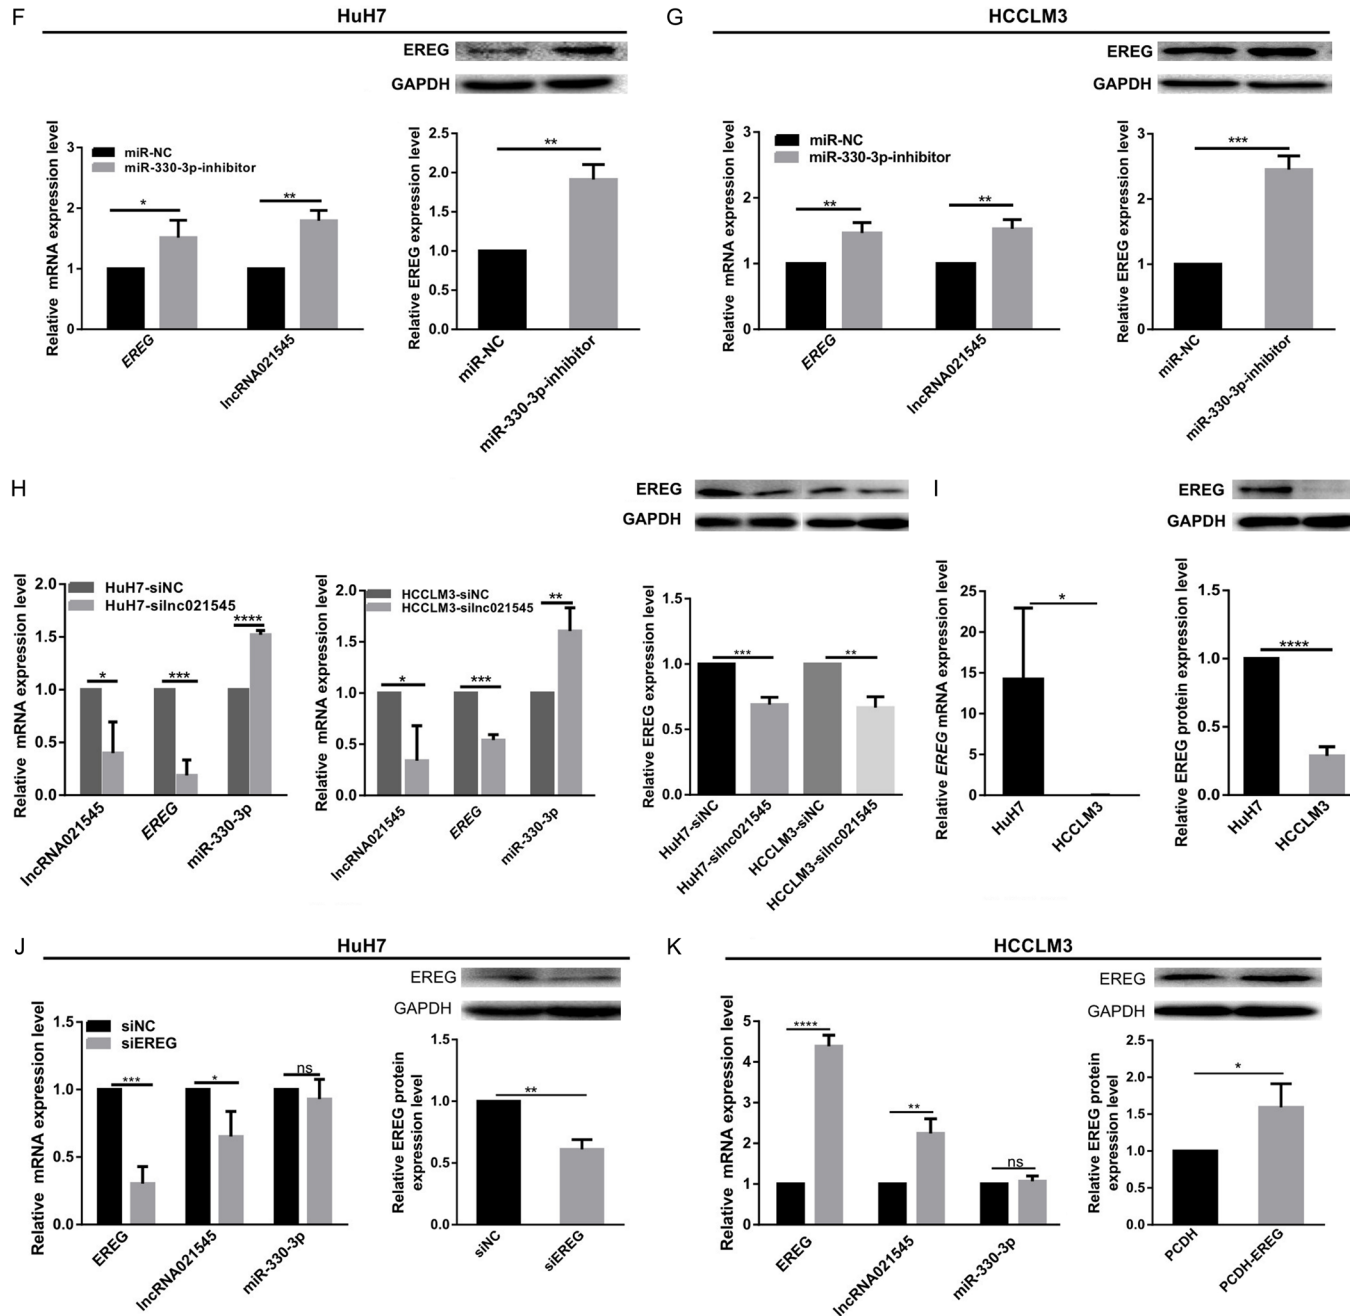 F
HuH7
EREG
GAPDH
Relative mRNA expression level
3
2
1
0
miR-NC
miR-330-3p-inhibitor
*
**
EREG
lncRNA021545
Relative EREG expression level
2.5
2.0
1.5
1.0
0.5
0.0
**
miR-NC
miR-330-3p-inhibitor
G
HCCLM3
EREG
GAPDH
Relative mRNA expression level
3
2
1
0
miR-NC
miR-330-3p-inhibitor
**
**
EREG
lncRNA021545
Relative EREG expression level
3
2
1
0
***
miR-NC
miR-330-3p-inhibitor
H
EREG
GAPDH
Relative mRNA expression level
2.0
1.5
1.0
0.5
0.0
HuH7-siNC
HuH7-silnc021545
*
***
****
lncRNA021545
EREG
miR-330-3p
Relative mRNA expression level
2.0
1.5
1.0
0.5
0.0
HCCLM3-siNC
HCCLM3-silnc021545
*
***
**
lncRNA021545
EREG
miR-330-3p
Relative EREG expression level
1.5
1.0
0.5
0.0
***
**
HuH7-siNC
HuH7-silnc021545
HCCLM3-siNC
HCCLM3-silnc021545
I
EREG
GAPDH
Relative EREG mRNA expression level
25
20
15
10
5
0
*
HuH7
HCCLM3
Relative EREG protein expression level
1.5
1.0
0.5
0.0
****
HuH7
HCCLM3
J
HuH7
EREG
GAPDH
Relative mRNA expression level
1.5
1.0
0.5
0.0
siNC
siEREG
***
*
ns
EREG
lncRNA021545
miR-330-3p
Relative EREG protein
expression level
1.5
1.0
0.5
0.0
**
siNC
siEREG
K
HCCLM3
EREG
GAPDH
Relative mRNA expression level
5
4
3
2
1
0
****
**
ns
EREG
lncRNA021545
miR-330-3p
Relative EREG protein
expression level
2.5
2.0
1.5
1.0
0.5
0.0
*
PCDH
PCDH-EREG